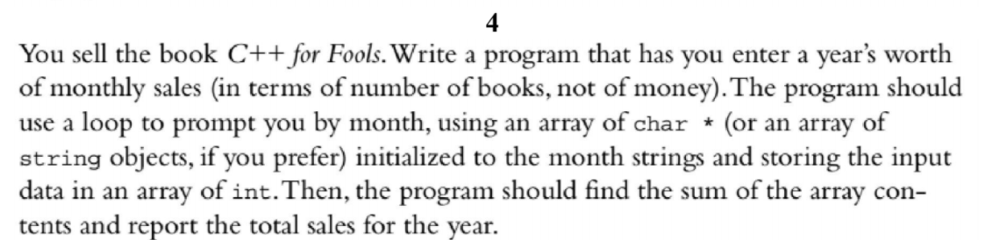 4
You sell the book C++ for Fools. Write a program that has you enter a year's worth
of monthly sales (in terms of number of books, not of money). The program should
use a loop to prompt you by month, using an array of char * (or an array of
string objects, if you prefer) initialized to the month strings and storing the input
data in an array of int. Then, the program should find the sum of the array con-
tents and report the total sales for the year.